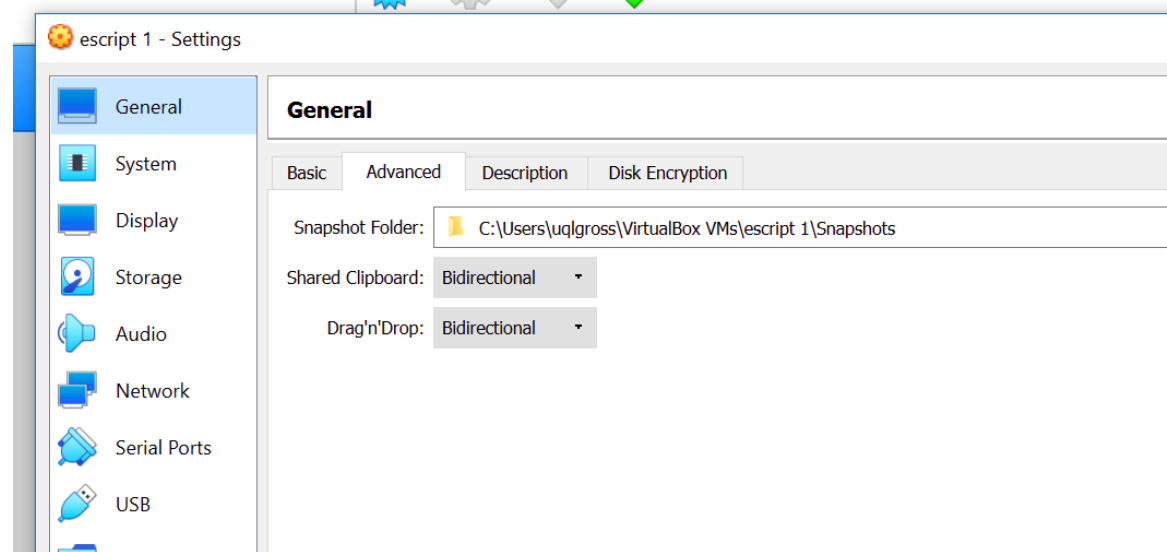 escript 1 - Settings
General
System
Display
Storage
Audio
Network
Serial Ports
USB
General
Basic Advanced Description Disk Encryption
Snapshot Folder: C:\Users\uqlgross\VirtualBox VMs\escript 1\Snapshots
Shared Clipboard: Bidirectional
Drag'n'Drop: Bidirectional